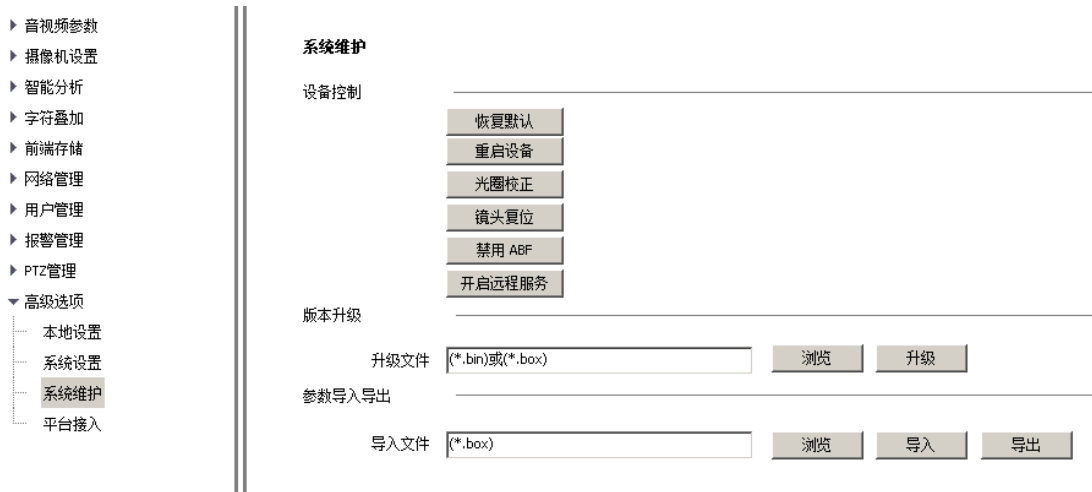 音视频参数
摄像机设置
智能分析
字符叠加
前端存储
网络管理
用户管理
报警管理
PTZ管理
高级选项
本地设置
系统设置
系统维护
平台接入
系统维护
设备控制
恢复默认
重启设备
光圈校正
镜头复位
禁用 ABF
开启远程服务
版本升级
升级文件 (*.bin)或(*.box) 浏览 升级
参数导入导出
导入文件 (*.box) 浏览 导入 导出